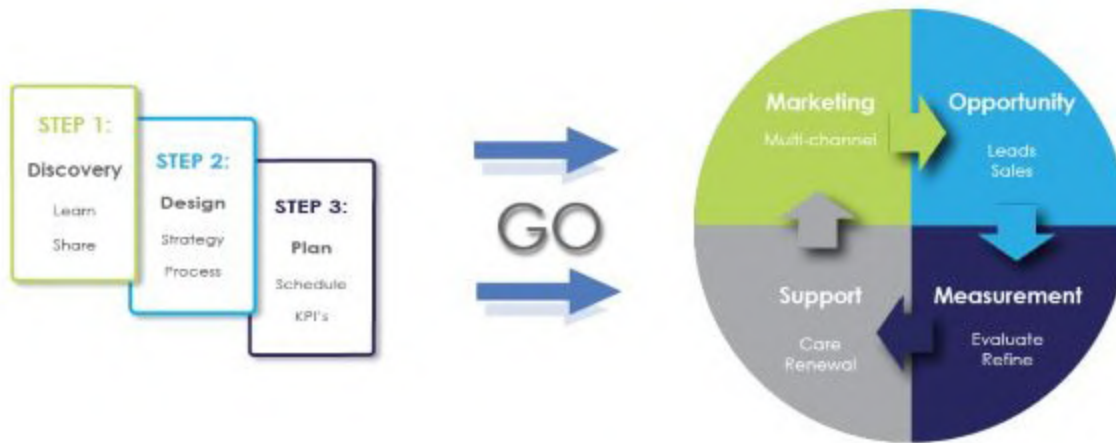 STEP 1:
Discovery
Learn
Share
STEP 2:
Design
Strategy
Process
STEP 3:
Plan
Schedule
KPI's
GO
Marketing
Multi-channel
Opportunity
Leads
Sales
Support
Care
Renewal
Measurement
Evaluate
Refine